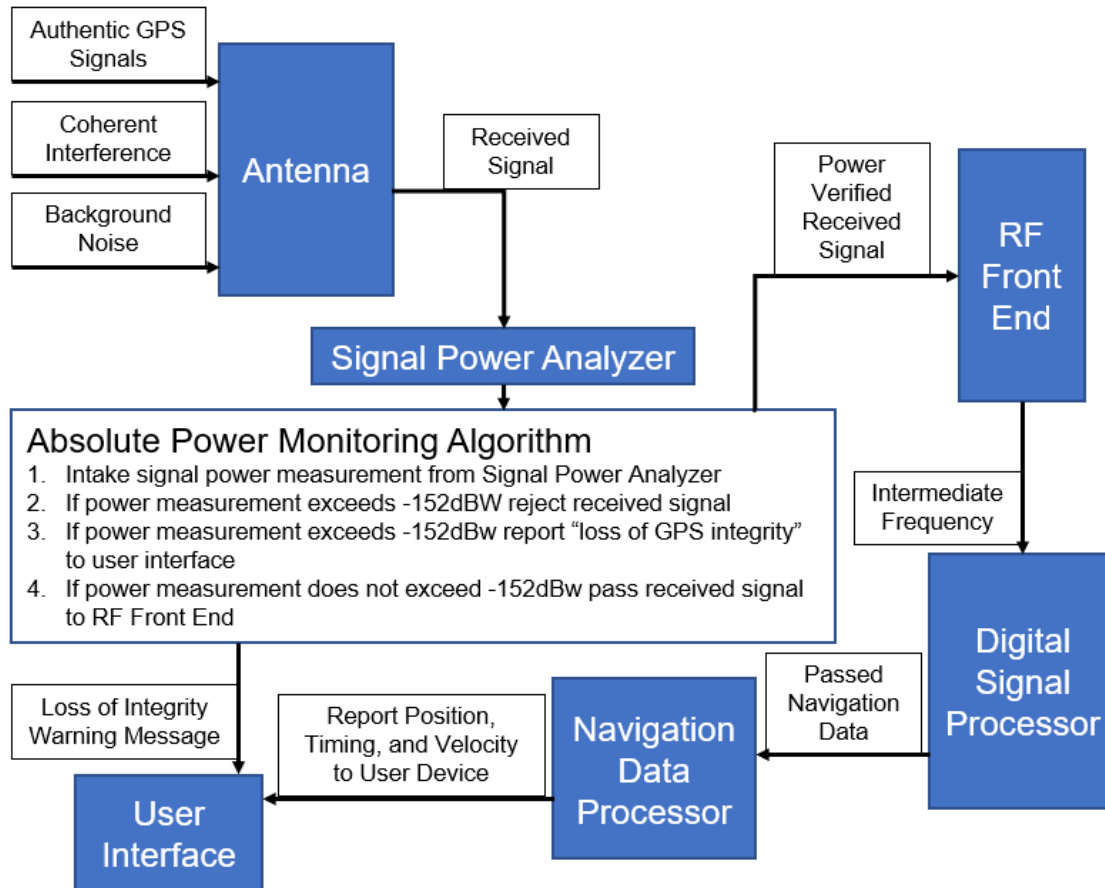 Authentic GPS
Signals
Coherent
Interference
Background
Noise
Antenna
Received
Signal
Power
Verified
Received
Signal
RF
Front
End
Signal Power Analyzer
Absolute Power Monitoring Algorithm
1. Intake signal power measurement from Signal Power Analyzer
2. If power measurement exceeds -152dBW reject received signal
3. If power measurement exceeds -152dBw report “loss of GPS integrity”
to user interface
4. If power measurement does not exceed -152dBw pass received signal
to RF Front End
Intermediate
Frequency
Digital
Signal
Processor
Passed
Navigation
Data
Navigation
Data
Processor
Report Position,
Timing, and Velocity
to User Device
Loss of Integrity
Warning Message
User
Interface